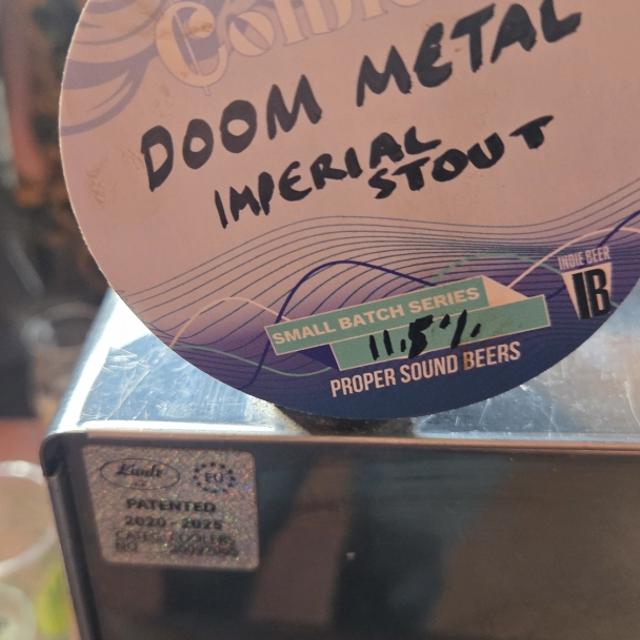 DOOM METAL
IMPERIAL
STOUT
INDIE BEER
IB
SMALL BATCH SERIES
11.5%
PROPER SOUND BEERS
EU
PATENTED
2020 - 2025